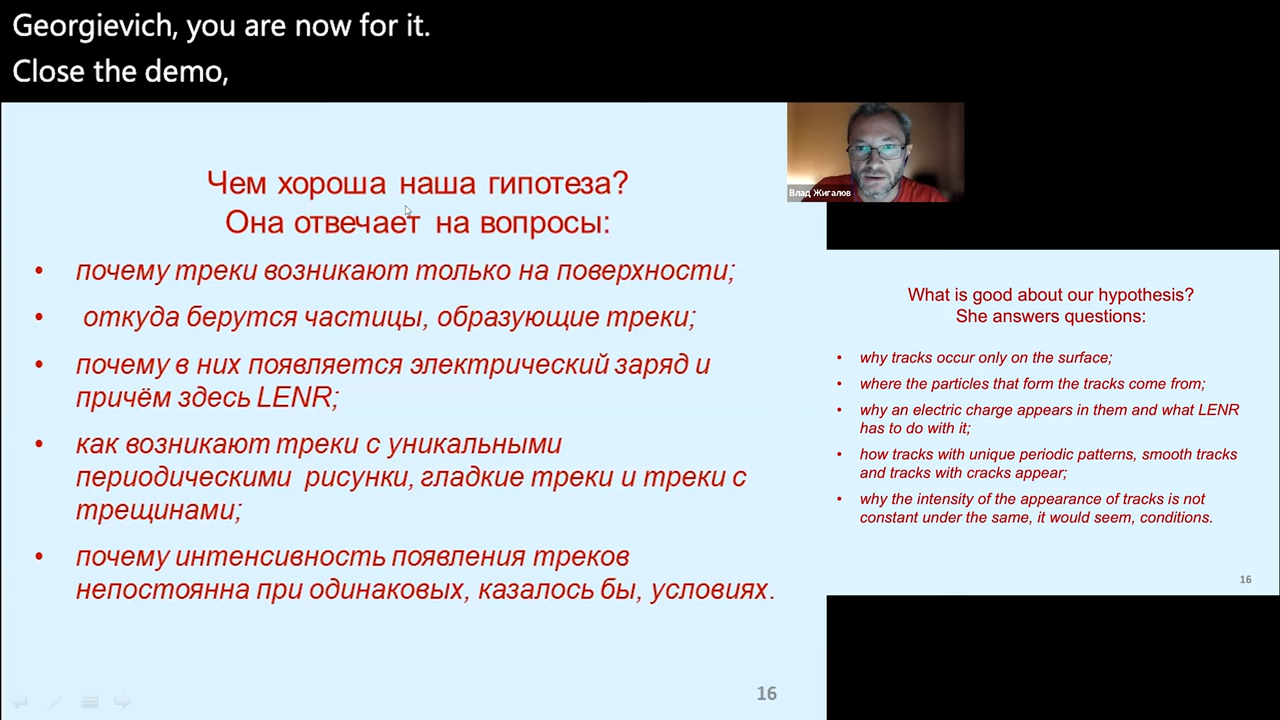 Georgievich, you are now for it.
Close the demo,
Чем хороша наша гипотеза?
Она отвечает на вопросы:
• почему треки возникают только на поверхности;
• откуда берутся частицы, образующие треки;
• почему в них появляется электрический заряд и
причём здесь LENR;
• как возникают треки с уникальными
периодическими рисунки, гладкие треки и треки с
трещинами;
• почему интенсивность появления треков
непостоянна при одинаковых, казалось бы, условиях.
16
Влад Жигалов
What is good about our hypothesis?
She answers questions:
• why tracks occur only on the surface;
• where the particles that form the tracks come from;
• why an electric charge appears in them and what LENR
has to do with it;
• how tracks with unique periodic patterns, smooth tracks
and tracks with cracks appear;
• why the intensity of the appearance of tracks is not
constant under the same, it would seem, conditions.
16